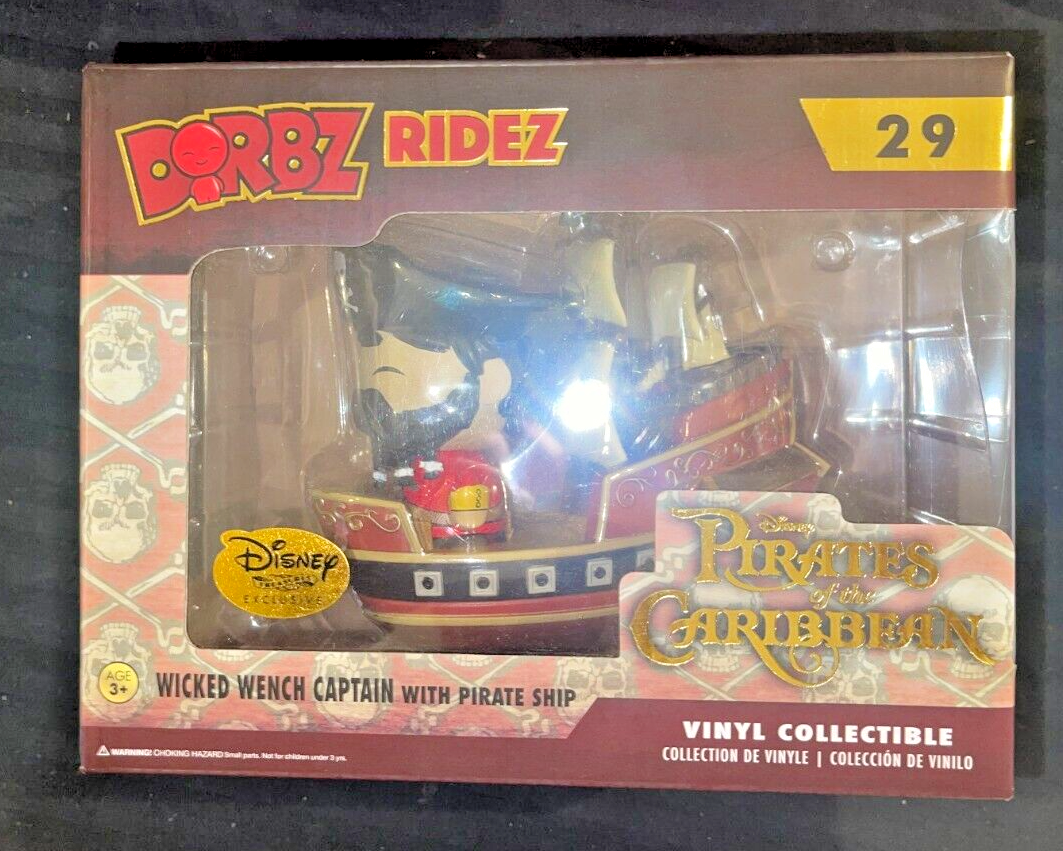 DORBZ RIDEZ
29
Disney
TREASURES
EXCLUSIVE
Disney
PIRATES
of the
CARIBBEAN
AGE
3+
WICKED WENCH CAPTAIN WITH PIRATE SHIP
VINYL COLLECTIBLE
COLLECTION DE VINYLE | COLECCIÓN DE VINILO
WARNING: CHOKING HAZARD Small parts. Not for children under 3 yrs.